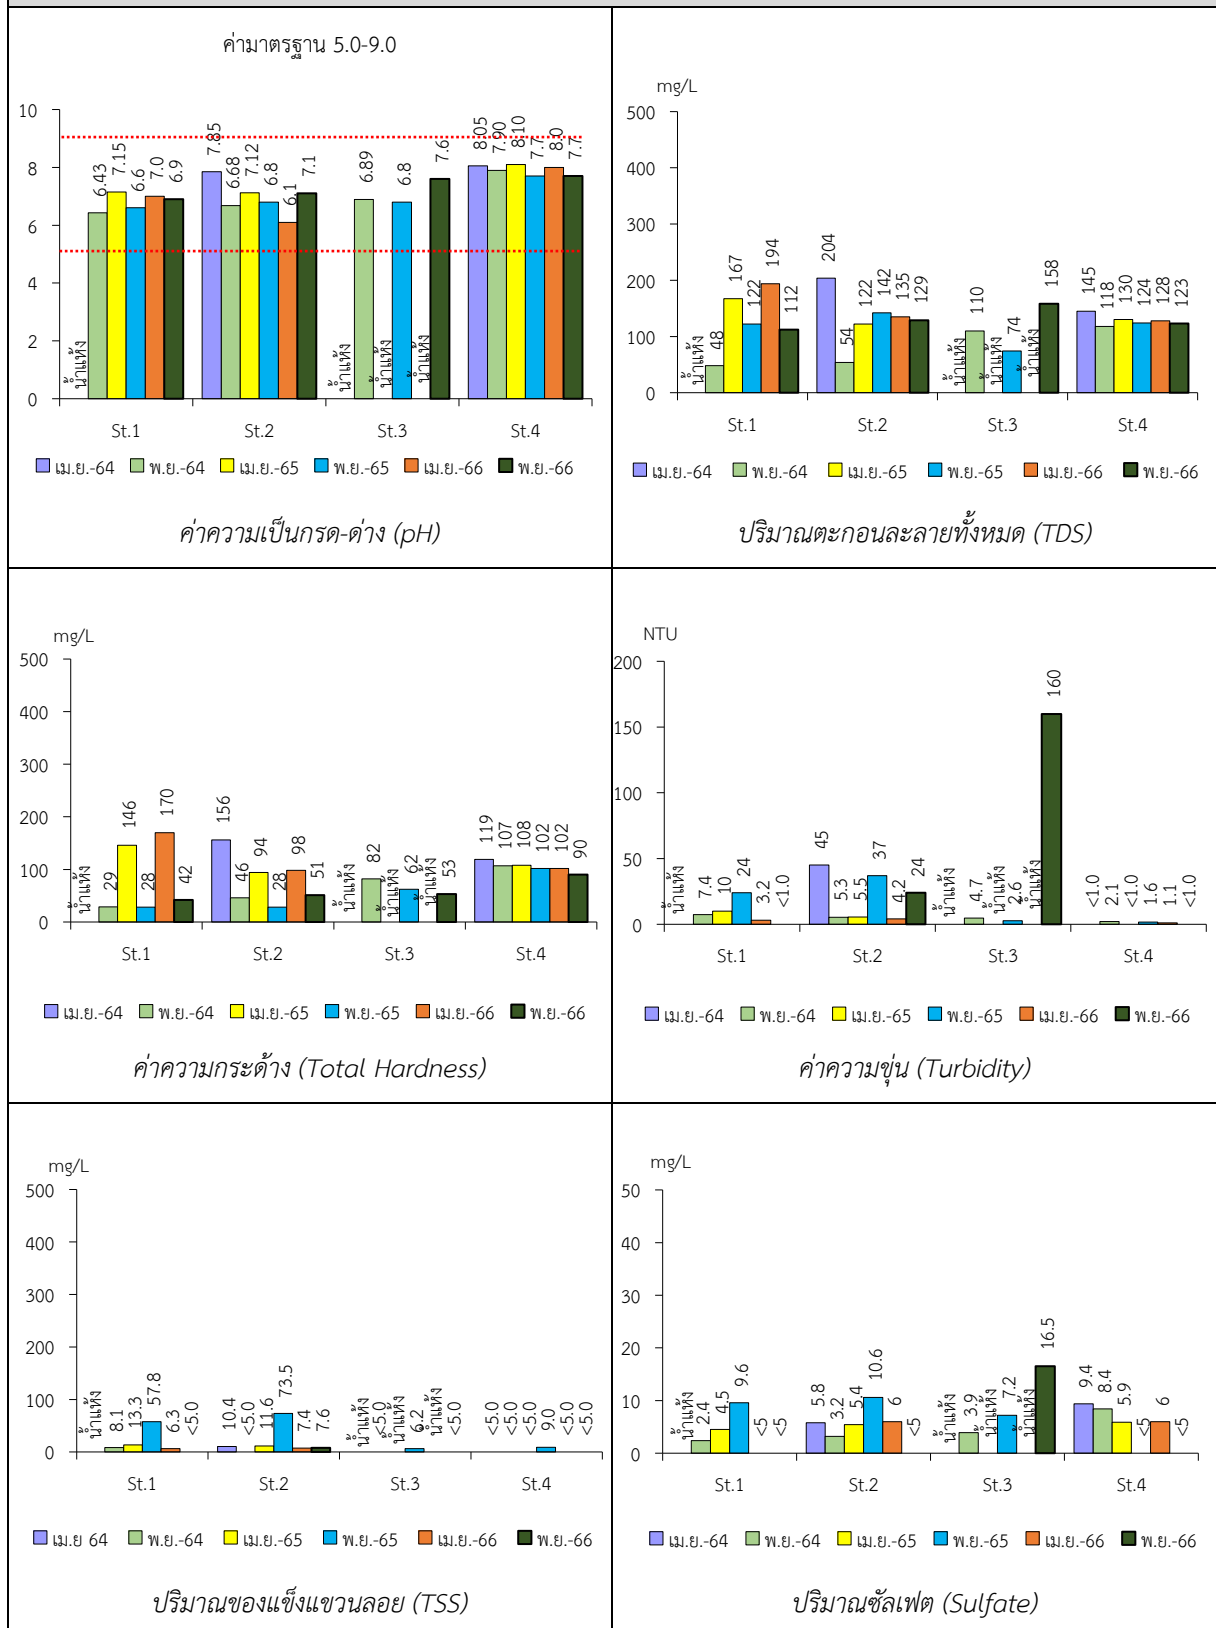 ค่ามาตรฐาน 5.0-9.0
10
8
6
4
2
0
น้ำแห้ง 6.43 7.15 6.6 7.0 6.9
7.85 6.68 7.12 6.8 6.1 7.1
น้ำแห้ง 6.89 น้ำแห้ง 6.8 น้ำแห้ง 7.6
8.05 7.90 8.10 7.7 8.0 7.7
St.1 St.2 St.3 St.4
เม.ย.-64 พ.ย.-64 เม.ย.-65 พ.ย.-65 เม.ย.-66 พ.ย.-66
ค่าความเป็นกรด-ด่าง (pH)
mg/L
500
400
300
200
100
0
น้ำแห้ง 48 167 122 194 112
204 54 122 142 135 129
น้ำแห้ง 110 น้ำแห้ง 74 น้ำแห้ง 158
145 118 130 124 128 123
St.1 St.2 St.3 St.4
เม.ย.-64 พ.ย.-64 เม.ย.-65 พ.ย.-65 เม.ย.-66 พ.ย.-66
ปริมาณตะกอนละลายทั้งหมด (TDS)
mg/L
500
400
300
200
100
0
น้ำแห้ง 29 146 28 170 42
156 46 94 28 98 51
น้ำแห้ง 82 น้ำแห้ง 62 น้ำแห้ง 53
119 107 108 102 102 90
St.1 St.2 St.3 St.4
เม.ย.-64 พ.ย.-64 เม.ย.-65 พ.ย.-65 เม.ย.-66 พ.ย.-66
ค่าความกระด้าง (Total Hardness)
NTU
200
150
100
50
0
น้ำแห้ง 7.4 10 24 3.2 <1.0
45 5.3 5.5 37 4.2 24
น้ำแห้ง 4.7 น้ำแห้ง 2.6 น้ำแห้ง 160
<1.0 2.1 <1.0 1.6 1.1 <1.0
St.1 St.2 St.3 St.4
เม.ย.-64 พ.ย.-64 เม.ย.-65 พ.ย.-65 เม.ย.-66 พ.ย.-66
ค่าความขุ่น (Turbidity)
mg/L
500
400
300
200
100
0
น้ำแห้ง 8.1 13.3 57.8 6.3 <5.0
10.4 <5.0 11.6 73.5 7.4 7.6
น้ำแห้ง <5.0 น้ำแห้ง 6.2 น้ำแห้ง <5.0
<5.0 <5.0 <5.0 9.0 <5.0 <5.0
St.1 St.2 St.3 St.4
เม.ย 64 พ.ย.-64 เม.ย.-65 พ.ย.-65 เม.ย.-66 พ.ย.-66
ปริมาณของแข็งแขวนลอย (TSS)
mg/L
50
40
30
20
10
0
น้ำแห้ง 2.4 4.5 9.6 <5 <5
5.8 3.2 5.4 10.6 6 <5
น้ำแห้ง 3.9 น้ำแห้ง 7.2 น้ำแห้ง 16.5
9.4 8.4 5.9 <5 6 <5
St.1 St.2 St.3 St.4
เม.ย.-64 พ.ย.-64 เม.ย.-65 พ.ย.-65 เม.ย.-66 พ.ย.-66
ปริมาณซัลเฟต (Sulfate)